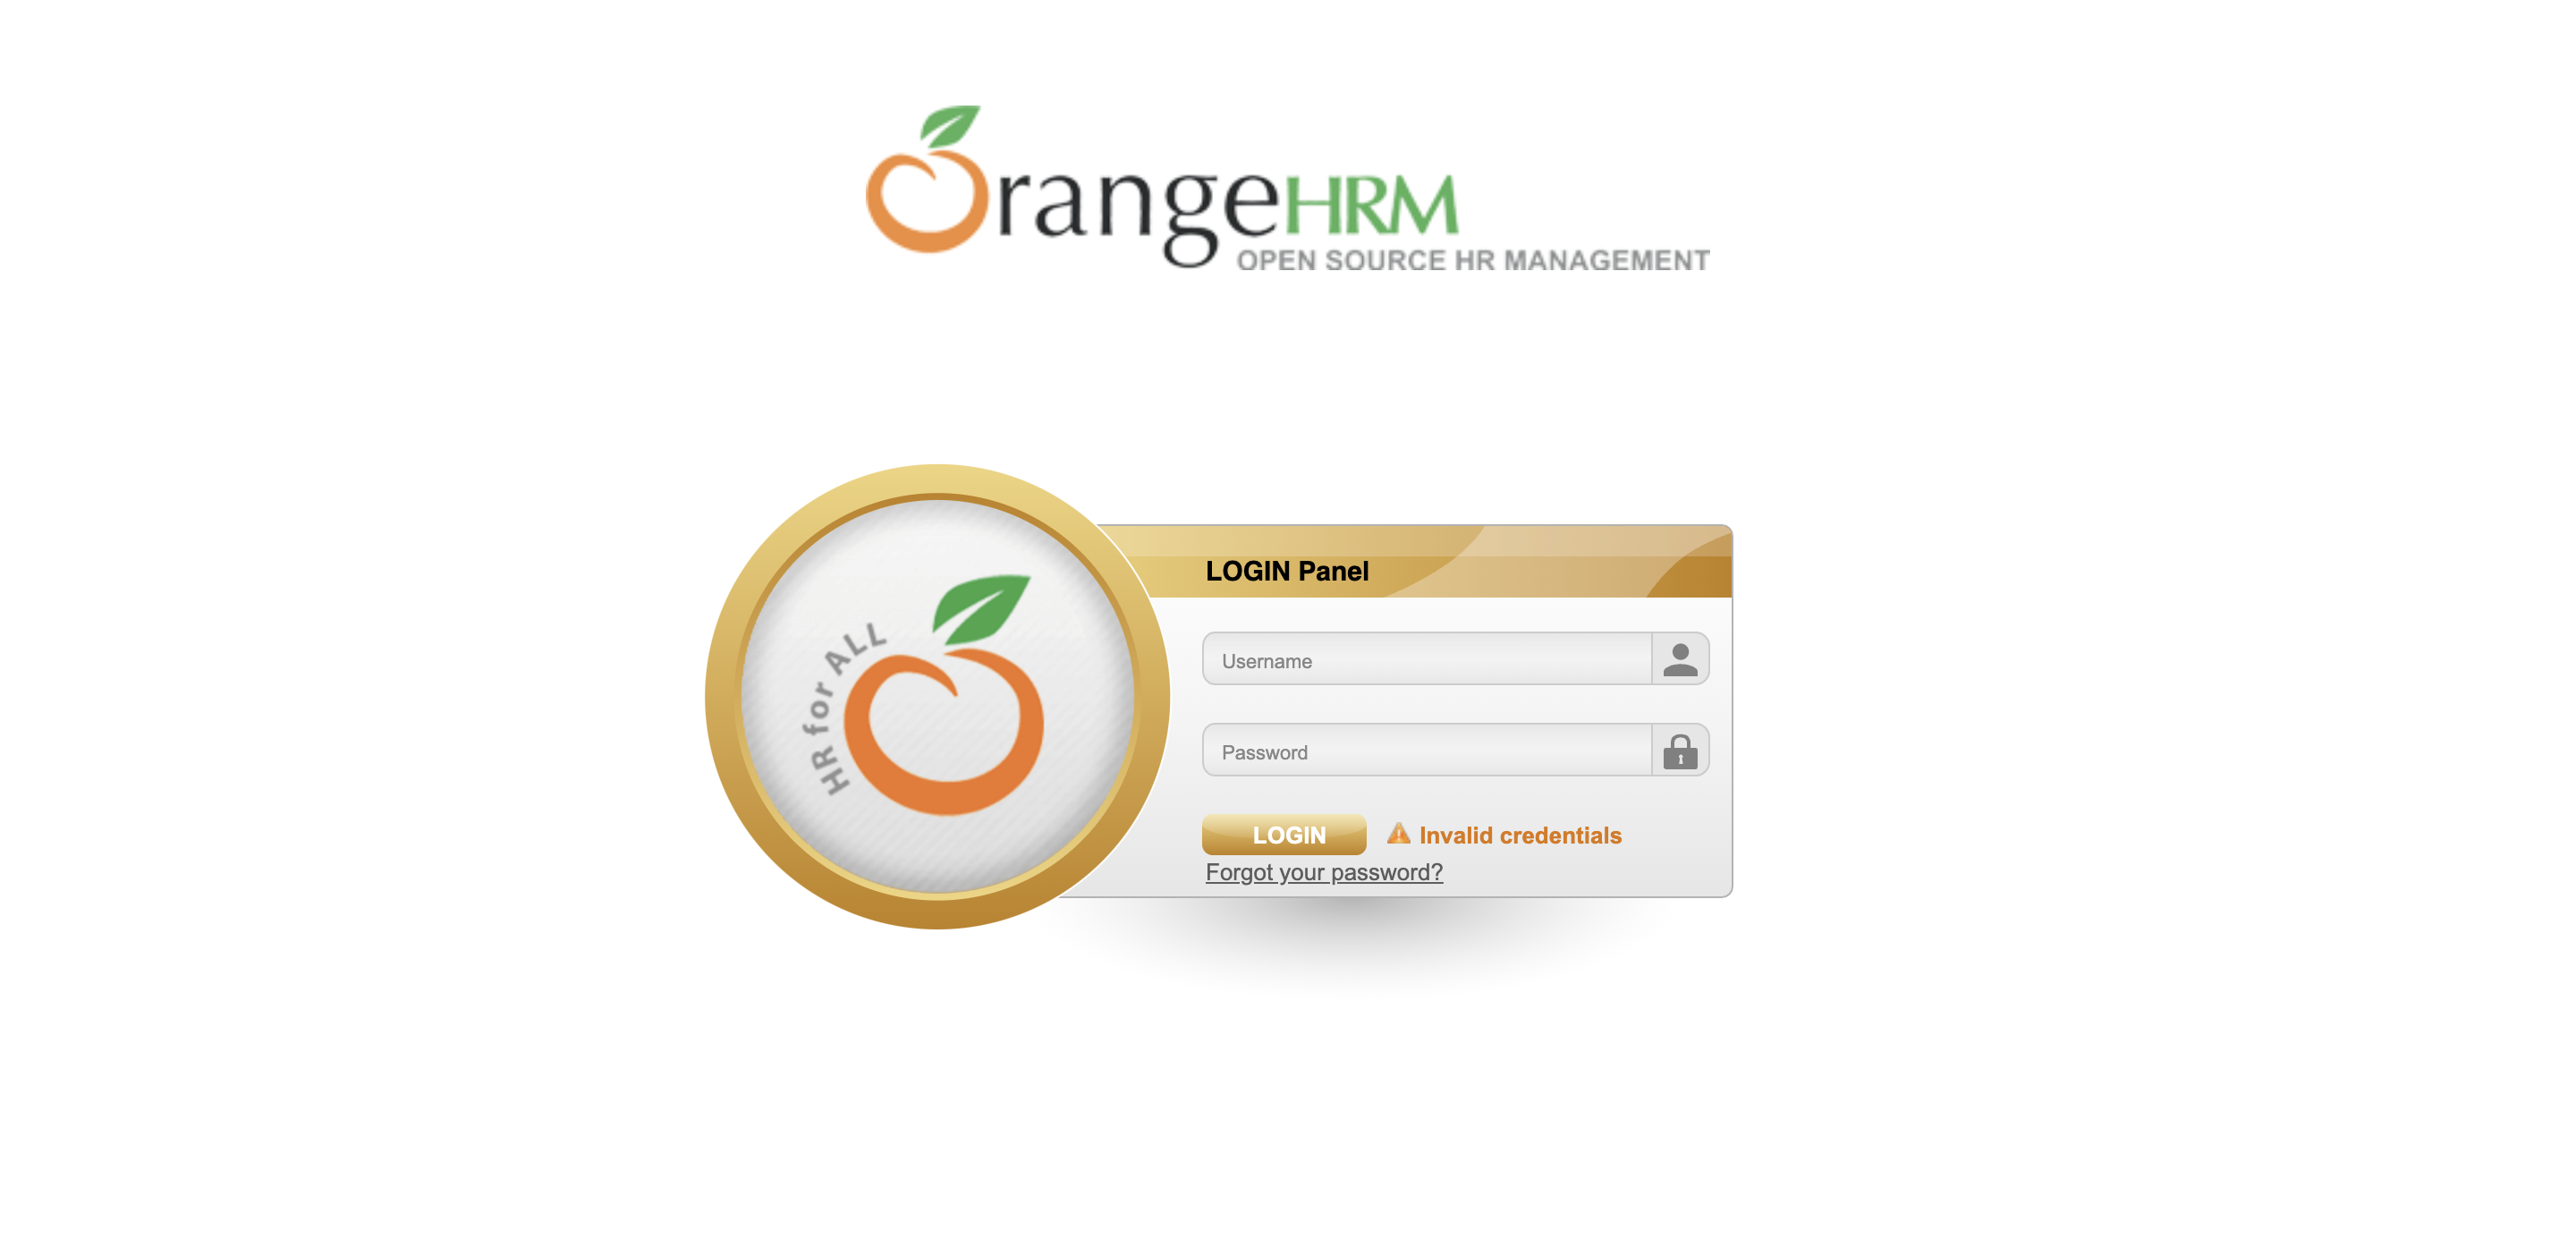 OrangeHRM
OPEN SOURCE HR MANAGEMENT
HR for ALL
LOGIN Panel
Username
Password
LOGIN
Invalid credentials
Forgot your password?